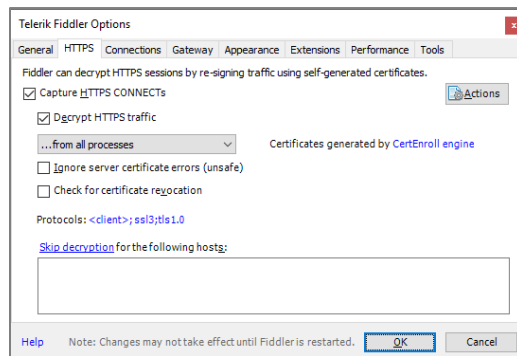 Telerik Fiddler Options
General HTTPS Connections Gateway Appearance Extensions Performance Tools
Fiddler can decrypt HTTPS sessions by re-signing traffic using self-generated certificates.
Capture HTTPS CONNECTs
Actions
Decrypt HTTPS traffic
...from all processes
Certificates generated by CertEnroll engine
Ignore server certificate errors (unsafe)
Check for certificate revocation
Protocols: <client>;ssl3;tls1.0
Skip decryption for the following hosts:
Help Note: Changes may not take effect until Fiddler is restarted. OK Cancel